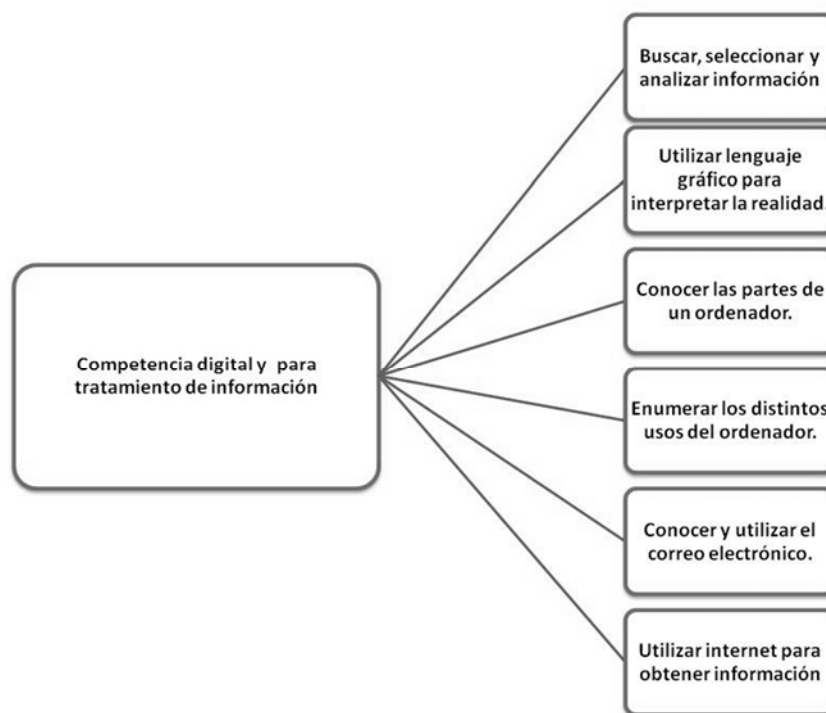 Buscar, seleccionar y
analizar información
Utilizar lenguaje
gráfico para
interpretar la realidad.
Conocer las partes de
un ordenador.
Competencia digital y para
tratamiento de información
Enumerar los distintos
usos del ordenador.
Conocer y utilizar el
correo electrónico.
Utilizar internet para
obtener información